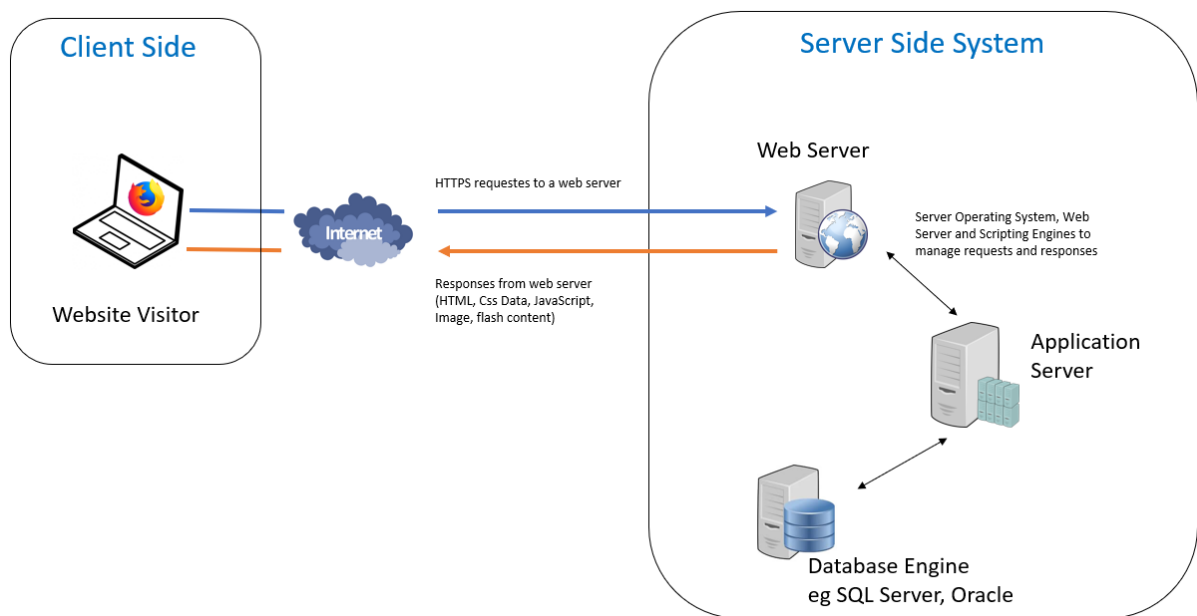 Client Side
Website Visitor
Internet
HTTPS requestes to a web server
Responses from web server
(HTML, Css Data, JavaScript,
Image, flash content)
Server Side System
Web Server
Server Operating System, Web
Server and Scripting Engines to
manage requests and responses
Application
Server
Database Engine
eg SQL Server, Oracle